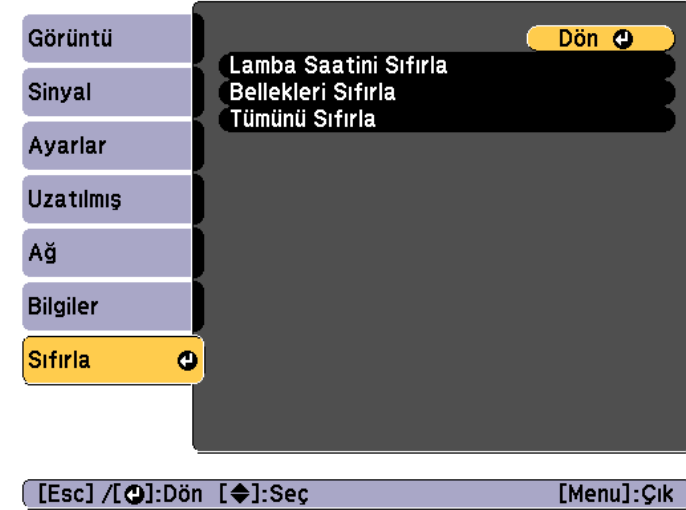 Görüntü
Sinyal
Ayarlar
Uzatılmış
Ağ
Bilgiler
Sıfırla
Dön
Lamba Saatini Sıfırla
Bellekleri Sıfırla
Tümünü Sıfırla
[Esc] /[ ]:Dön [ ]:Seç [Menu]:Çık